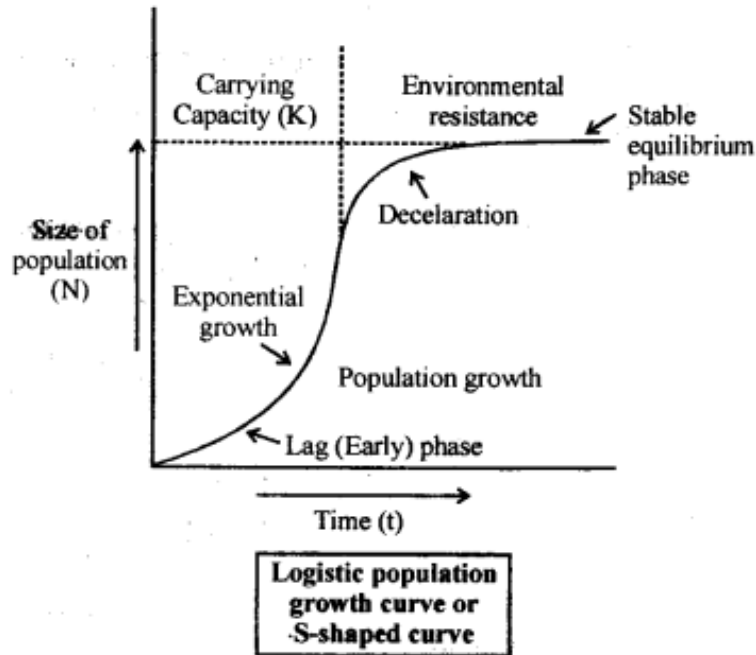 Carrying
Capacity (K)
Environmental
resistance
Stable
equilibrium
phase
Decelaration
Size of
population
(N)
Exponential
growth
Population growth
Lag (Early) phase
Time (t)
Logistic population
growth curve or
S-shaped curve